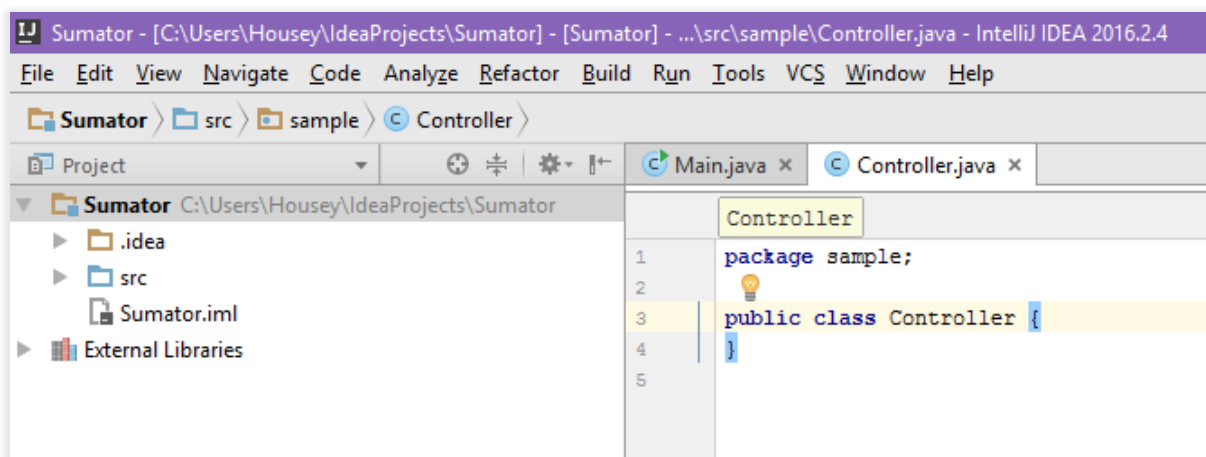 Sumator - [C:\Users\Housey\IdeaProjects\Sumator] - [Sumator] - ...\src\sample\Controller.java - IntelliJ IDEA 2016.2.4
File Edit View Navigate Code Analyze Refactor Build Run Tools VCS Window Help
Sumator src sample Controller
Project
Main.java Controller.java
Sumator C:\Users\Housey\IdeaProjects\Sumator
.idea
src
Sumator.iml
External Libraries
Controller
1 package sample;
2
3 public class Controller {
4 }
5